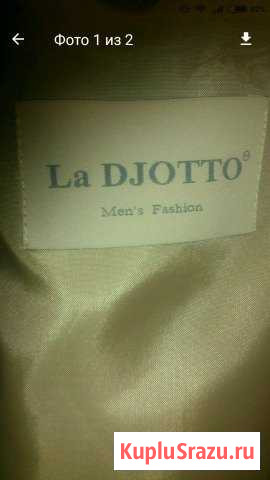 Фото 1 из 2
La DJOTTO®
Men's Fashion
KupluSrazu.ru